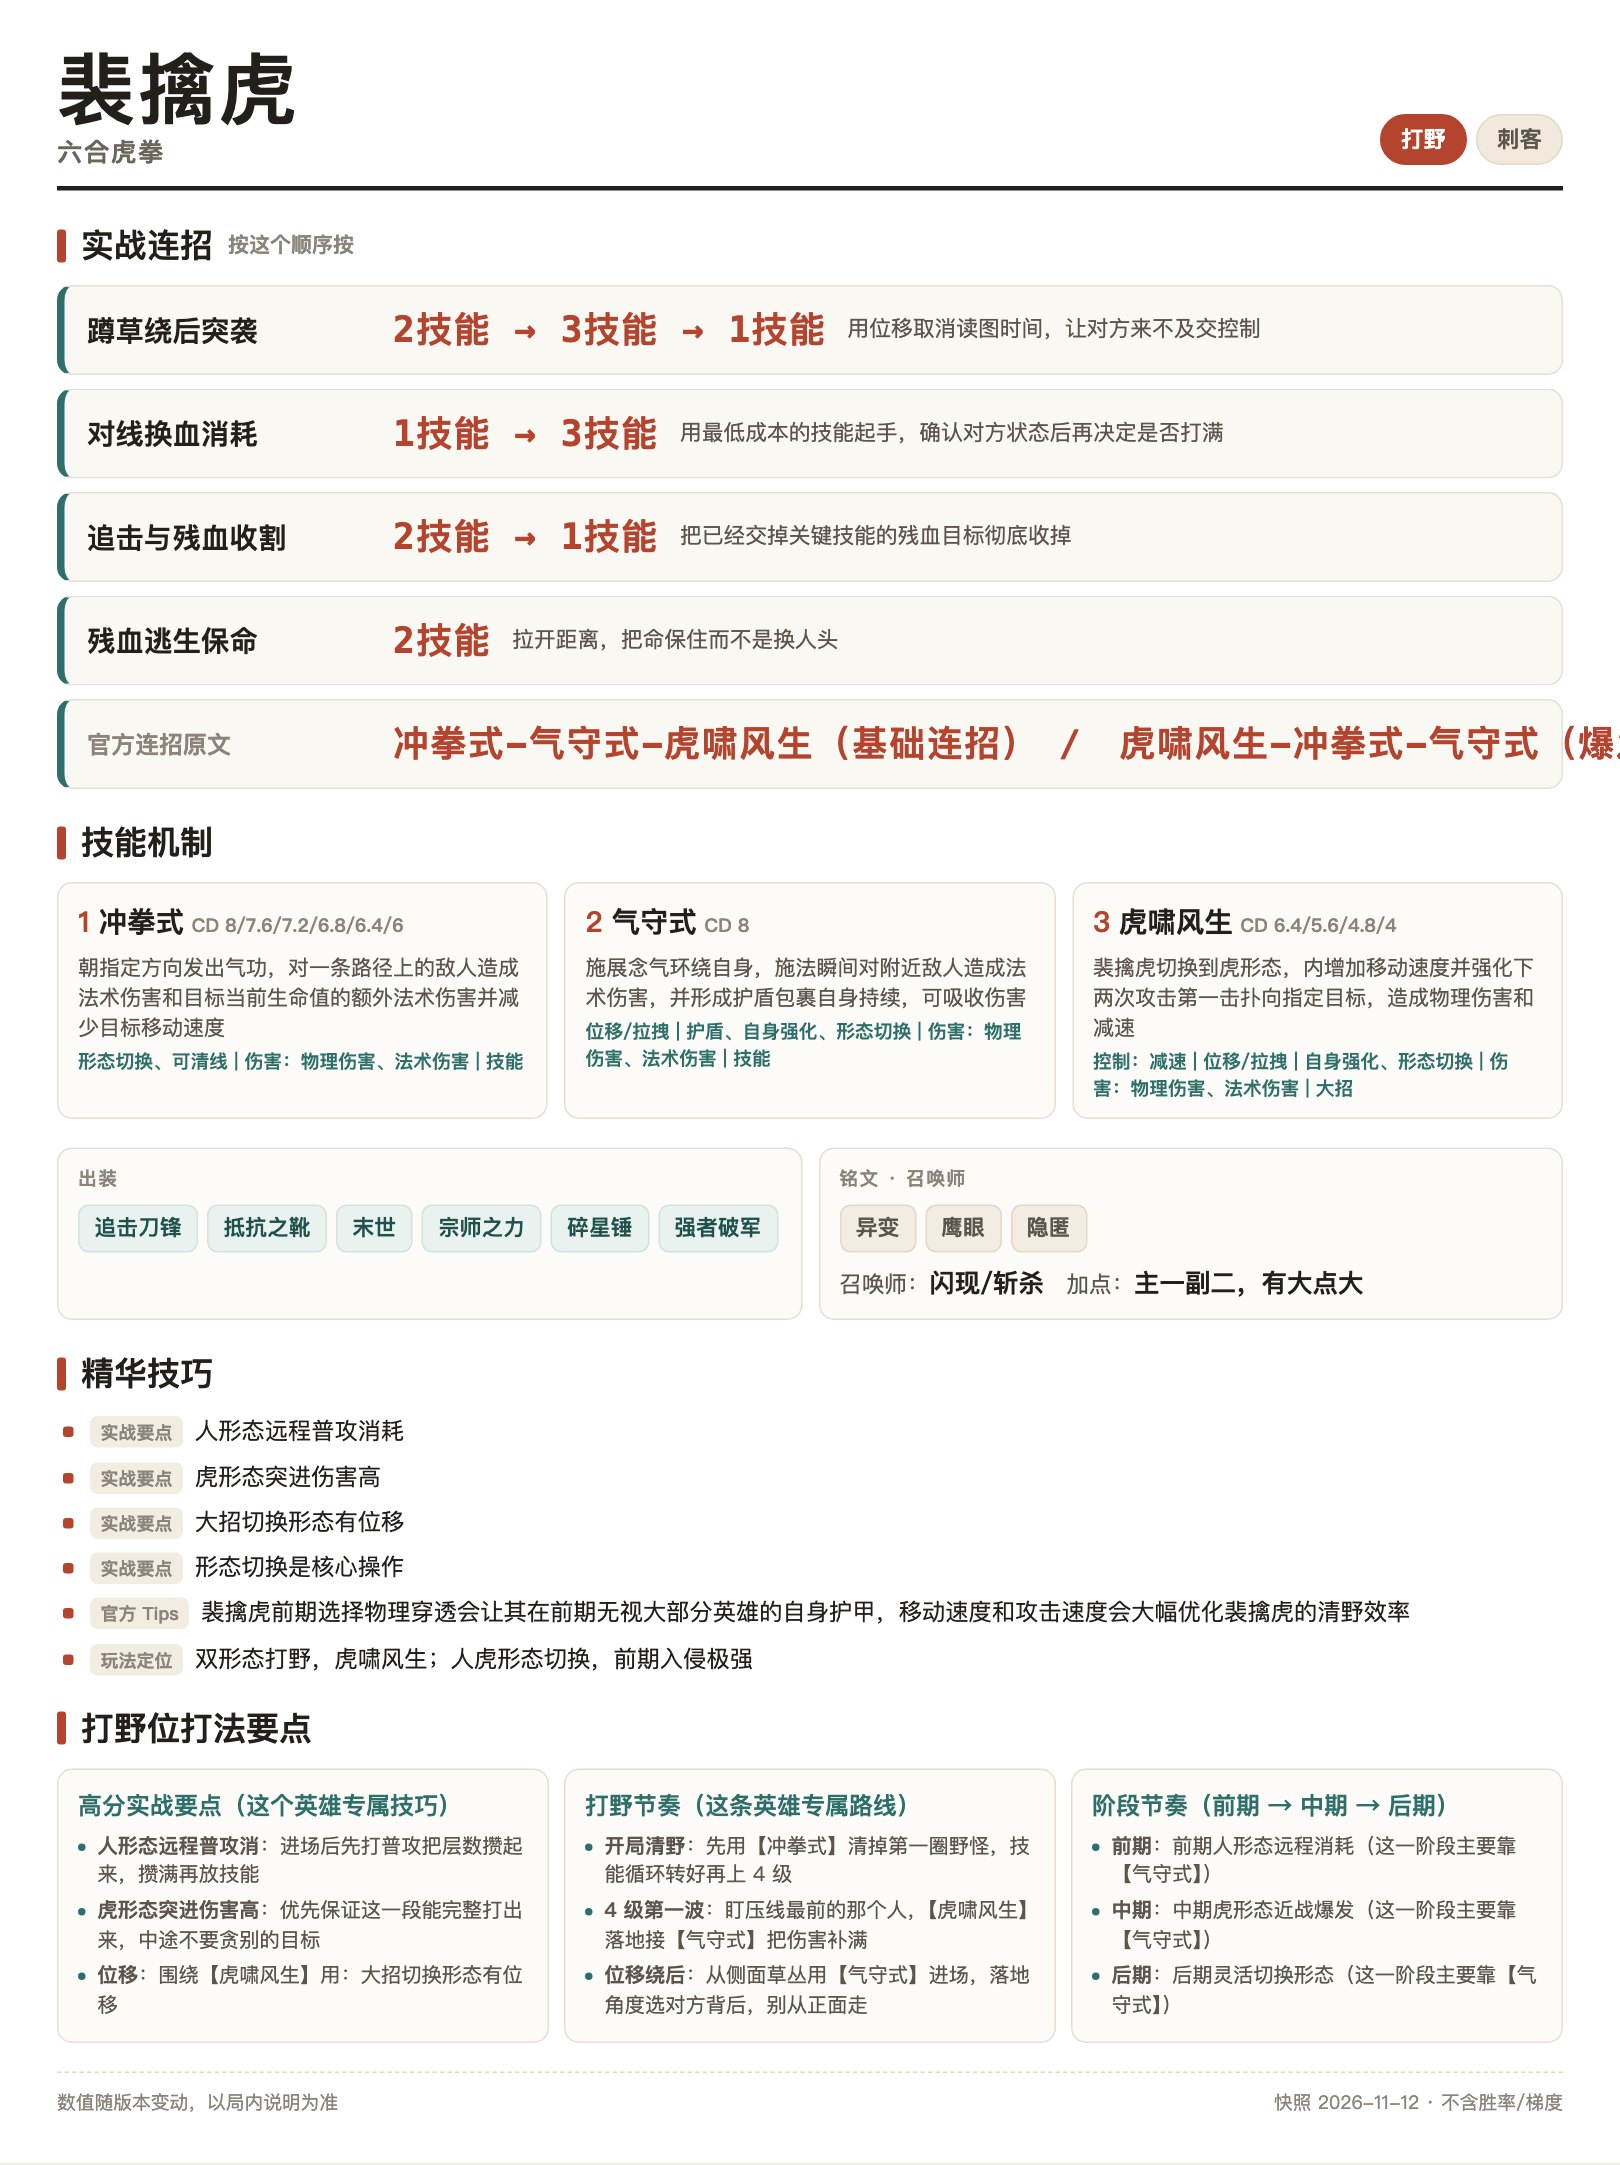 裴擒虎
六合虎拳
打野 刺客
实战连招 按这个顺序按
蹲草绕后突袭 2技能 → 3技能 → 1技能 用位移取消读图时间，让对方来不及交控制
对线换血消耗 1技能 → 3技能 用最低成本的技能起手，确认对方状态后再决定是否打满
追击与残血收割 2技能 → 1技能 把已经交掉关键技能的残血目标彻底收掉
残血逃生保命 2技能 拉开距离，把命保住而不是换人头
官方连招原文 冲拳式-气守式-虎啸风生（基础连招） / 虎啸风生-冲拳式-气守式（爆
技能机制
1 冲拳式 CD 8/7.6/7.2/6.8/6.4/6
朝指定方向发出气功，对一条路径上的敌人造成
法术伤害和目标当前生命值的额外法术伤害并减
少目标移动速度
形态切换、可清线 | 伤害：物理伤害、法术伤害 | 技能
2 气守式 CD 8
施展念气环绕自身，施法瞬间对附近敌人造成法
术伤害，并形成护盾包裹自身持续，可吸收伤害
位移/拉拽 | 护盾、自身强化、形态切换 | 伤害：物理
伤害、法术伤害 | 技能
3 虎啸风生 CD 6.4/5.6/4.8/4
裴擒虎切换到虎形态，内增加移动速度并强化下
两次攻击第一击扑向指定目标，造成物理伤害和
减速
控制：减速 | 位移/拉拽 | 自身强化、形态切换 | 伤
害：物理伤害、法术伤害 | 大招
出装
追击刀锋 抵抗之靴 末世 宗师之力 碎星锤 强者破军
铭文 · 召唤师
异变 鹰眼 隐匿
召唤师：闪现/斩杀 加点：主一副二，有大点大
精华技巧
实战要点 人形态远程普攻消耗
实战要点 虎形态突进伤害高
实战要点 大招切换形态有位移
实战要点 形态切换是核心操作
官方 Tips 裴擒虎前期选择物理穿透会让其在前期无视大部分英雄的自身护甲，移动速度和攻击速度会大幅优化裴擒虎的清野效率
玩法定位 双形态打野，虎啸风生；人虎形态切换，前期入侵极强
打野位打法要点
高分实战要点（这个英雄专属技巧）
人形态远程普攻消：进场后先打普攻把层数攒起
来，攒满再放技能
虎形态突进伤害高：优先保证这一段能完整打出
来，中途不要贪别的目标
位移：围绕【虎啸风生】用：大招切换形态有位
移
打野节奏（这条英雄专属路线）
开局清野：先用【冲拳式】清掉第一圈野怪，技
能循环转好再上 4 级
4 级第一波：盯压线最前的那个人，【虎啸风生】
落地接【气守式】把伤害补满
位移绕后：从侧面草丛用【气守式】进场，落地
角度选对方背后，别从正面走
阶段节奏（前期 → 中期 → 后期）
前期：前期人形态远程消耗（这一阶段主要靠
【气守式】）
中期：中期虎形态近战爆发（这一阶段主要靠
【气守式】）
后期：后期灵活切换形态（这一阶段主要靠【气
守式】）
数值随版本变动，以局内说明为准
快照 2026-11-12 · 不含胜率/梯度